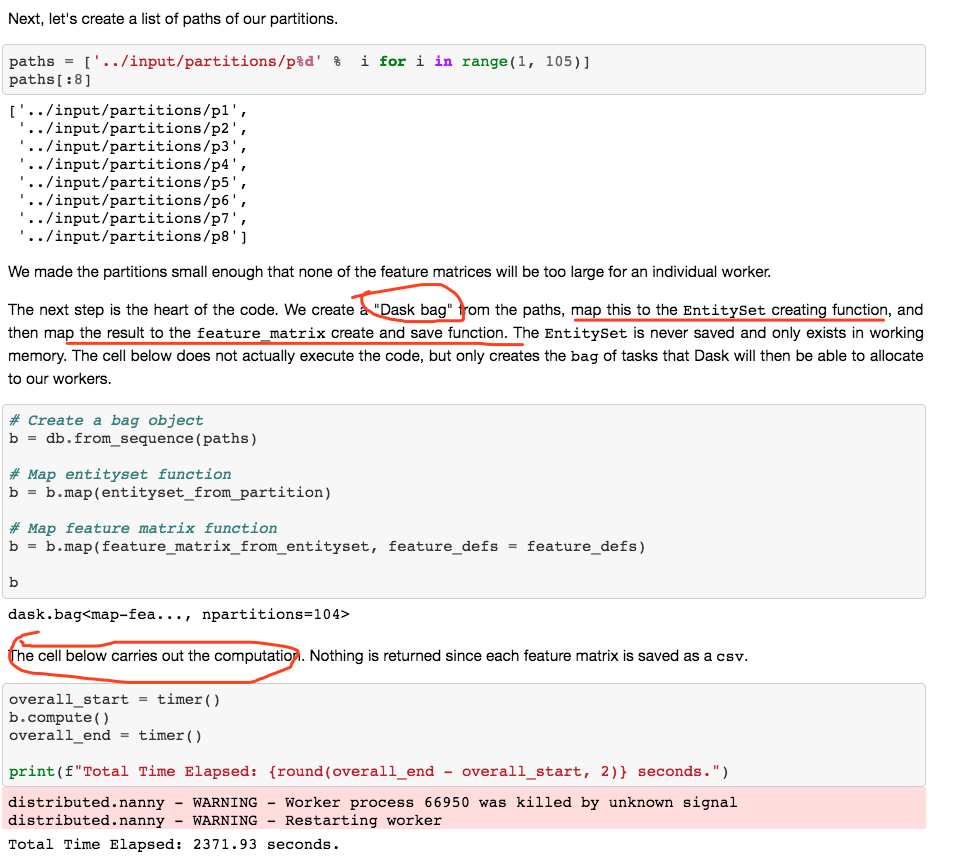 Next, let's create a list of paths of our partitions.
paths = ['../input/partitions/p%d' %  i for i in range(1, 105)]
paths[:8]
['../input/partitions/p1',
 '../input/partitions/p2',
 '../input/partitions/p3',
 '../input/partitions/p4',
 '../input/partitions/p5',
 '../input/partitions/p6',
 '../input/partitions/p7',
 '../input/partitions/p8']
We made the partitions small enough that none of the feature matrices will be too large for an individual worker.
The next step is the heart of the code. We create a "Dask bag" from the paths, map this to the EntitySet creating function, and
then map the result to the feature_matrix create and save function. The EntitySet is never saved and only exists in working
memory. The cell below does not actually execute the code, but only creates the bag of tasks that Dask will then be able to allocate
to our workers.
# Create a bag object
b = db.from_sequence(paths)
# Map entityset function
b = b.map(entityset_from_partition)
# Map feature matrix function
b = b.map(feature_matrix_from_entityset, feature_defs = feature_defs)
b
dask.bag<map-fea..., npartitions=104>
The cell below carries out the computation. Nothing is returned since each feature matrix is saved as a csv.
overall_start = timer()
b.compute()
overall_end = timer()
print(f"Total Time Elapsed: {round(overall_end - overall_start, 2)} seconds.")
distributed.nanny - WARNING - Worker process 66950 was killed by unknown signal
distributed.nanny - WARNING - Restarting worker
Total Time Elapsed: 2371.93 seconds.